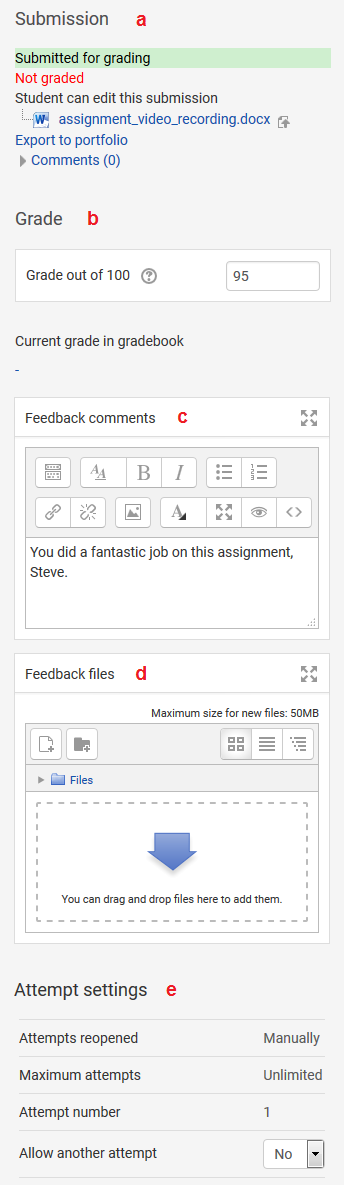 Submission a
Submitted for grading
Not graded
Student can edit this submission
assignment_video_recording.docx
Export to portfolio
Comments (0)
Grade b
Grade out of 100 ? 95
Current grade in gradebook
-
Feedback comments c
A A B I 1 2 3
A <>
You did a fantastic job on this assignment,
Steve.
Feedback files d
Maximum size for new files: 50MB
Files
You can drag and drop files here to add them.
Attempt settings e
Attempts reopened Manually
Maximum attempts Unlimited
Attempt number 1
Allow another attempt No